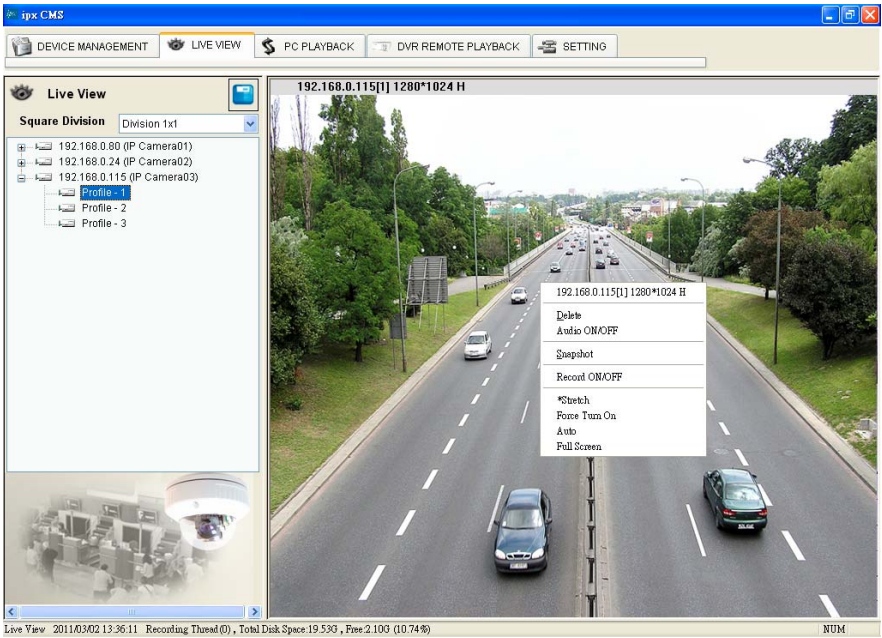 ipx CMS
DEVICE MANAGEMENT
LIVE VIEW
PC PLAYBACK
DVR REMOTE PLAYBACK
SETTING
Live View
Square Division
Division 1x1
192.168.0.80 (IP Camera01)
192.168.0.24 (IP Camera02)
192.168.0.115 (IP Camera03)
Profile - 1
Profile - 2
Profile - 3
192.168.0.115[1] 1280*1024 H
192.168.0.115[1] 1280*1024 H
Delete
Audio ON/OFF
Snapshot
Record ON/OFF
*Stretch
Force Turn On
Auto
Full Screen
Live View 2011/03/02 13:36:11 Recording Thread(0) , Total Disk Space:19.53G , Free:2.10G (10.74%)
NUM